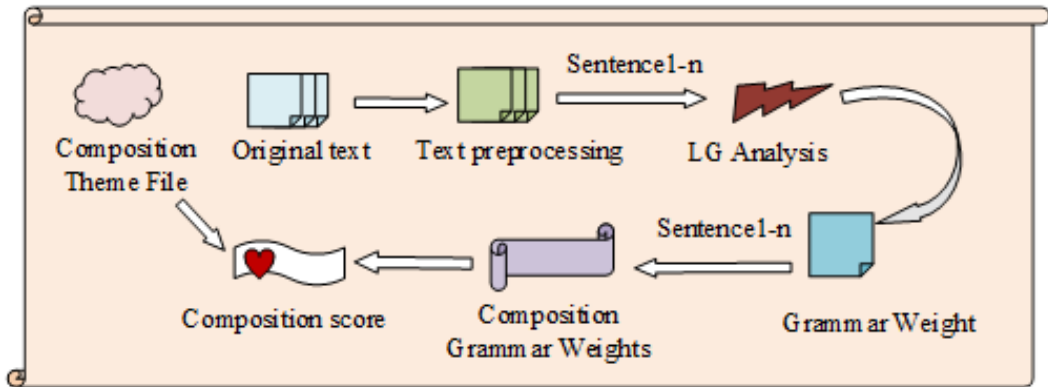 Sentence1-n
Composition
Theme File
Original text
Text preprocessing
LG Analysis
Sentence1-n
Composition score
Composition
Grammar Weights
Grammar Weight